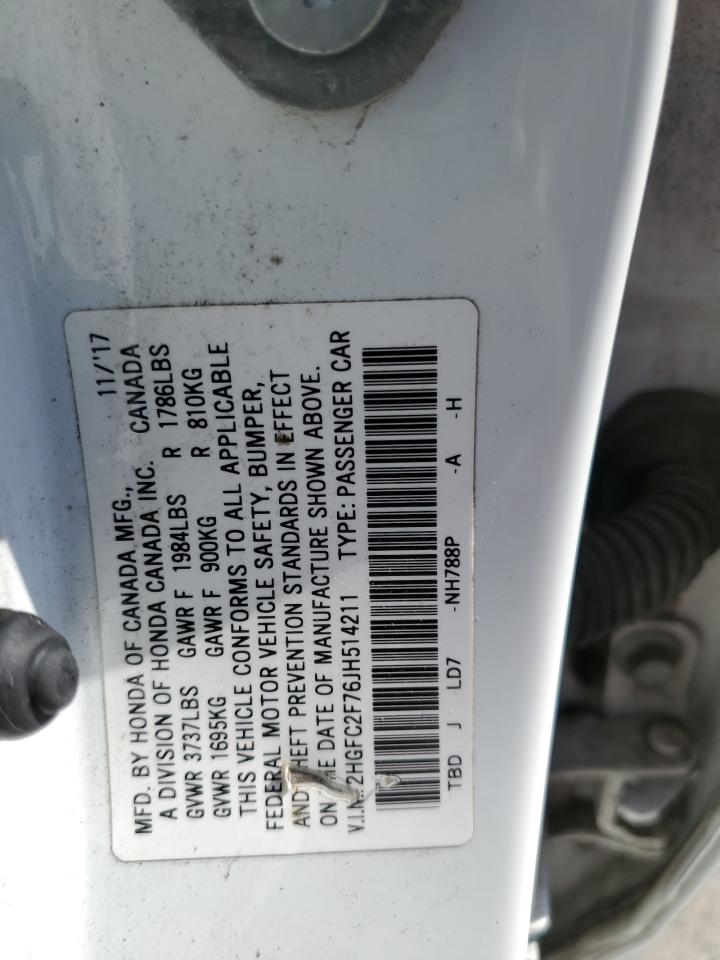 MFD. BY HONDA OF CANADA MFG., 11/'17
A DIVISION OF HONDA CANADA INC. CANADA
GVWR 3737LBS GAWR F 1984LBS R 1786LBS
GVWR 1695KG GAWR F 900KG R 810KG
THIS VEHICLE CONFORMS TO ALL APPLICABLE
FEDERAL MOTOR VEHICLE SAFETY, BUMPER,
AND THEFT PREVENTION STANDARDS IN EFFECT
ON THE DATE OF MANUFACTURE SHOWN ABOVE.
V.I.N.: 2HGFC2F76JH514211 TYPE: PASSENGER CAR
TBD J LD7 -NH788P -A -H